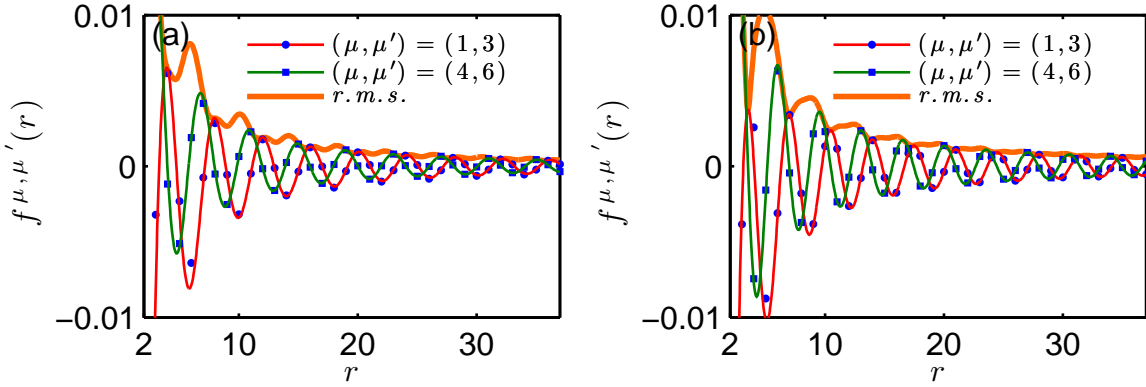 0.01
(a)
(μ, μ′) = (1, 3)
(μ, μ′) = (4, 6)
r.m.s.
0
−0.01
2
10
20
30
r
f μ, μ ′(r)
0.01
(b)
(μ, μ′) = (1, 3)
(μ, μ′) = (4, 6)
r.m.s.
0
−0.01
2
10
20
30
r
f μ, μ ′(r)